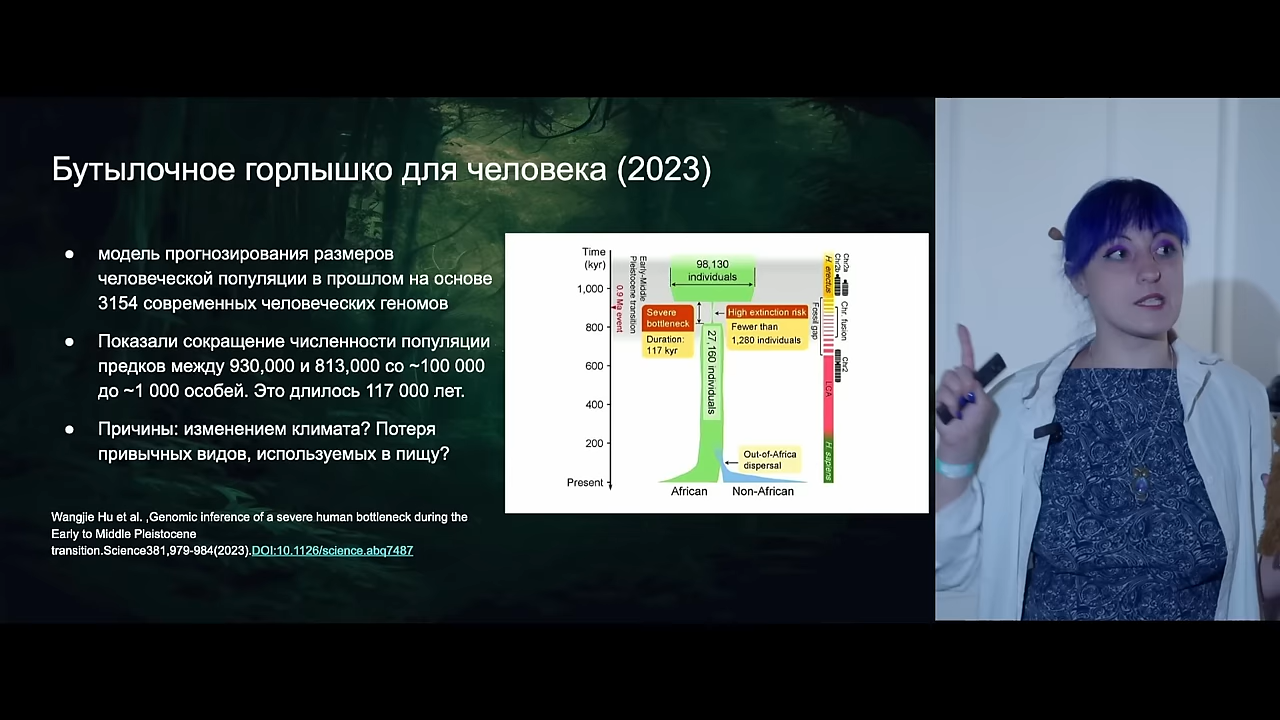 Бутылочное горлышко для человека (2023)
● модель прогнозирования размеров
человеческой популяции в прошлом на основе
3154 современных человеческих геномов
● Показали сокращение численности популяции
предков между 930,000 и 813,000 со ~100 000
до ~1 000 особей. Это длилось 117 000 лет.
● Причины: изменением климата? Потеря
привычных видов, используемых в пищу?
Wangjie Hu et al. ,Genomic inference of a severe human bottleneck during the
Early to Middle Pleistocene
transition.Science381,979-984(2023).DOI:10.1126/science.abq7487
Time
(kyr)
1,000
800
600
400
200
Present
Early-Middle
Pleistocene transition
0.9 Ma event
98,130
individuals
Severe
bottleneck
Duration:
117 kyr
High extinction risk
Fewer than
1,280 individuals
27,160 individuals
Out-of-Africa
dispersal
African
Non-African
H. erectus
Fossil gap
LCA
H. sapiens
Chr2a
Chr2b
Chr. fusion
Chr2